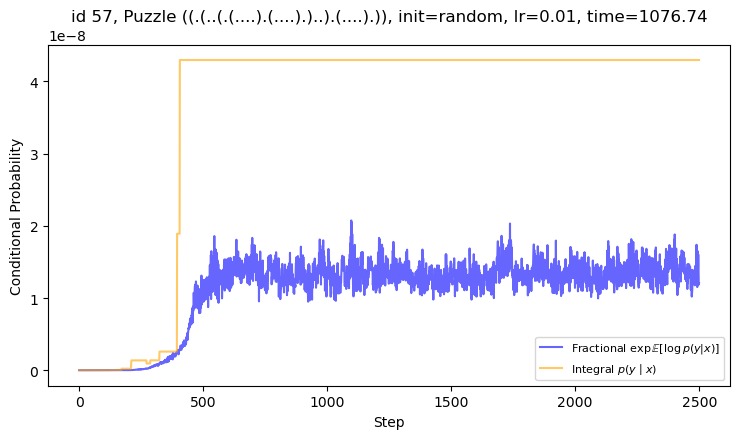 id 57, Puzzle ((.(..(.(....).(....).)..).(....).)), init=random, lr=0.01, time=1076.74
1e−8
4
3
2
1
0
Conditional Probability
0
500
1000
1500
2000
2500
Step
Fractional exp𝔼[log p(y|x)]
Integral p(y | x)